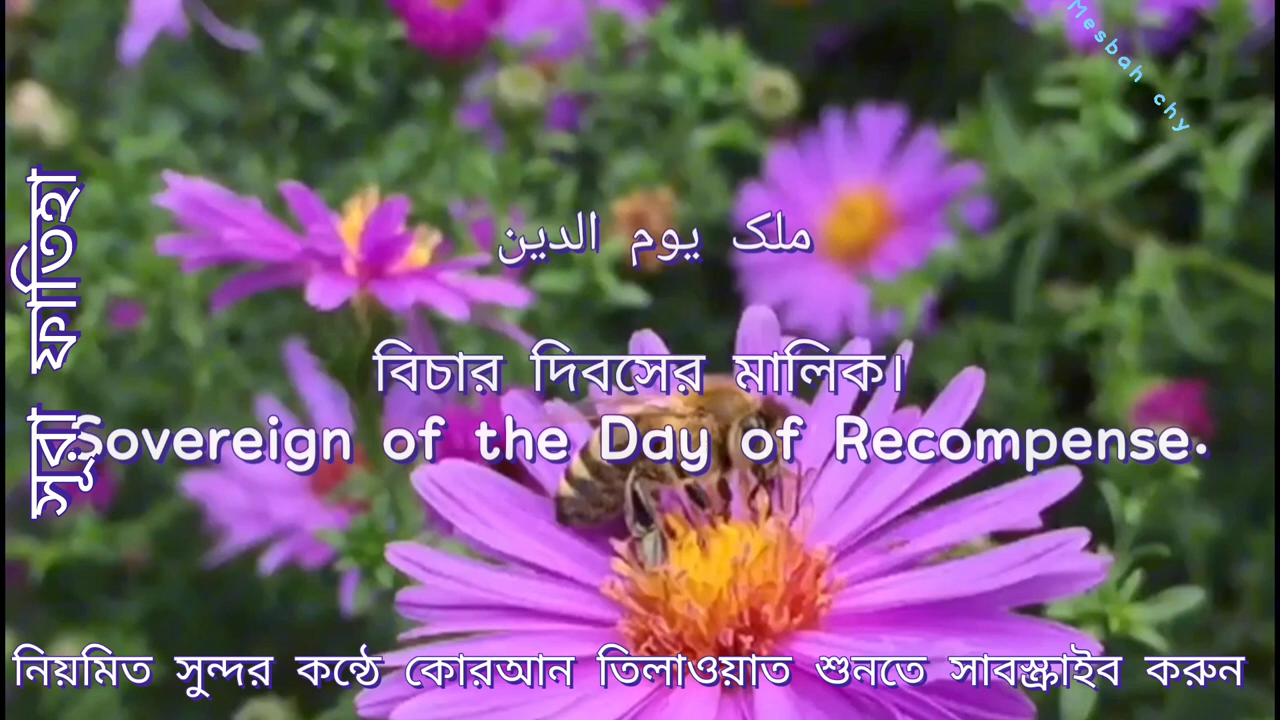 Mesbah chy
সূরা ফাতিহা
ملک يوم الدين
বিচার দিবসের মালিক।
Sovereign of the Day of Recompense.
নিয়মিত সুন্দর কন্ঠে কোরআন তিলাওয়াত শুনতে সাবস্ক্রাইব করুন